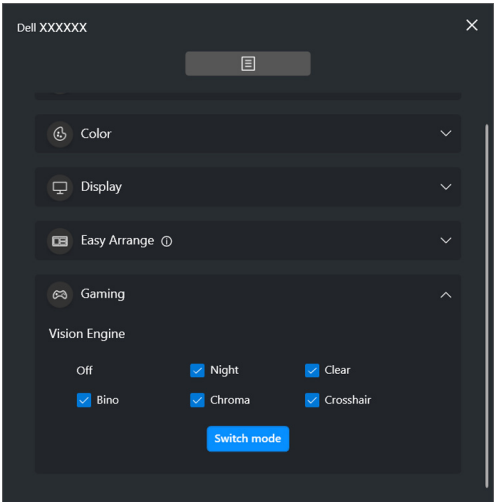 Dell XXXXXX
Color
Display
Easy Arrange
Gaming
Vision Engine
Off Night Clear
Bino Chroma Crosshair
Switch mode